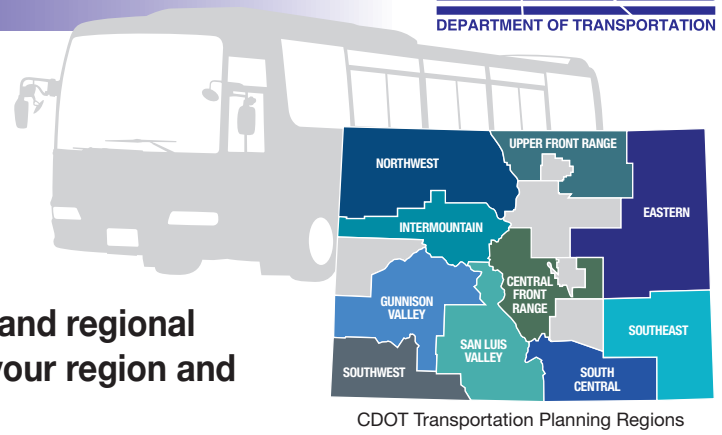 DEPARTMENT OF TRANSPORTATION
UPPER FRONT RANGE
NORTHWEST
EASTERN
INTERMOUNTAIN
CENTRAL
FRONT
RANGE
GUNNISON
VALLEY
SOUTHEAST
SAN LUIS
VALLEY
SOUTHWEST
SOUTH
CENTRAL
and regional
your region and
CDOT Transportation Planning Regions